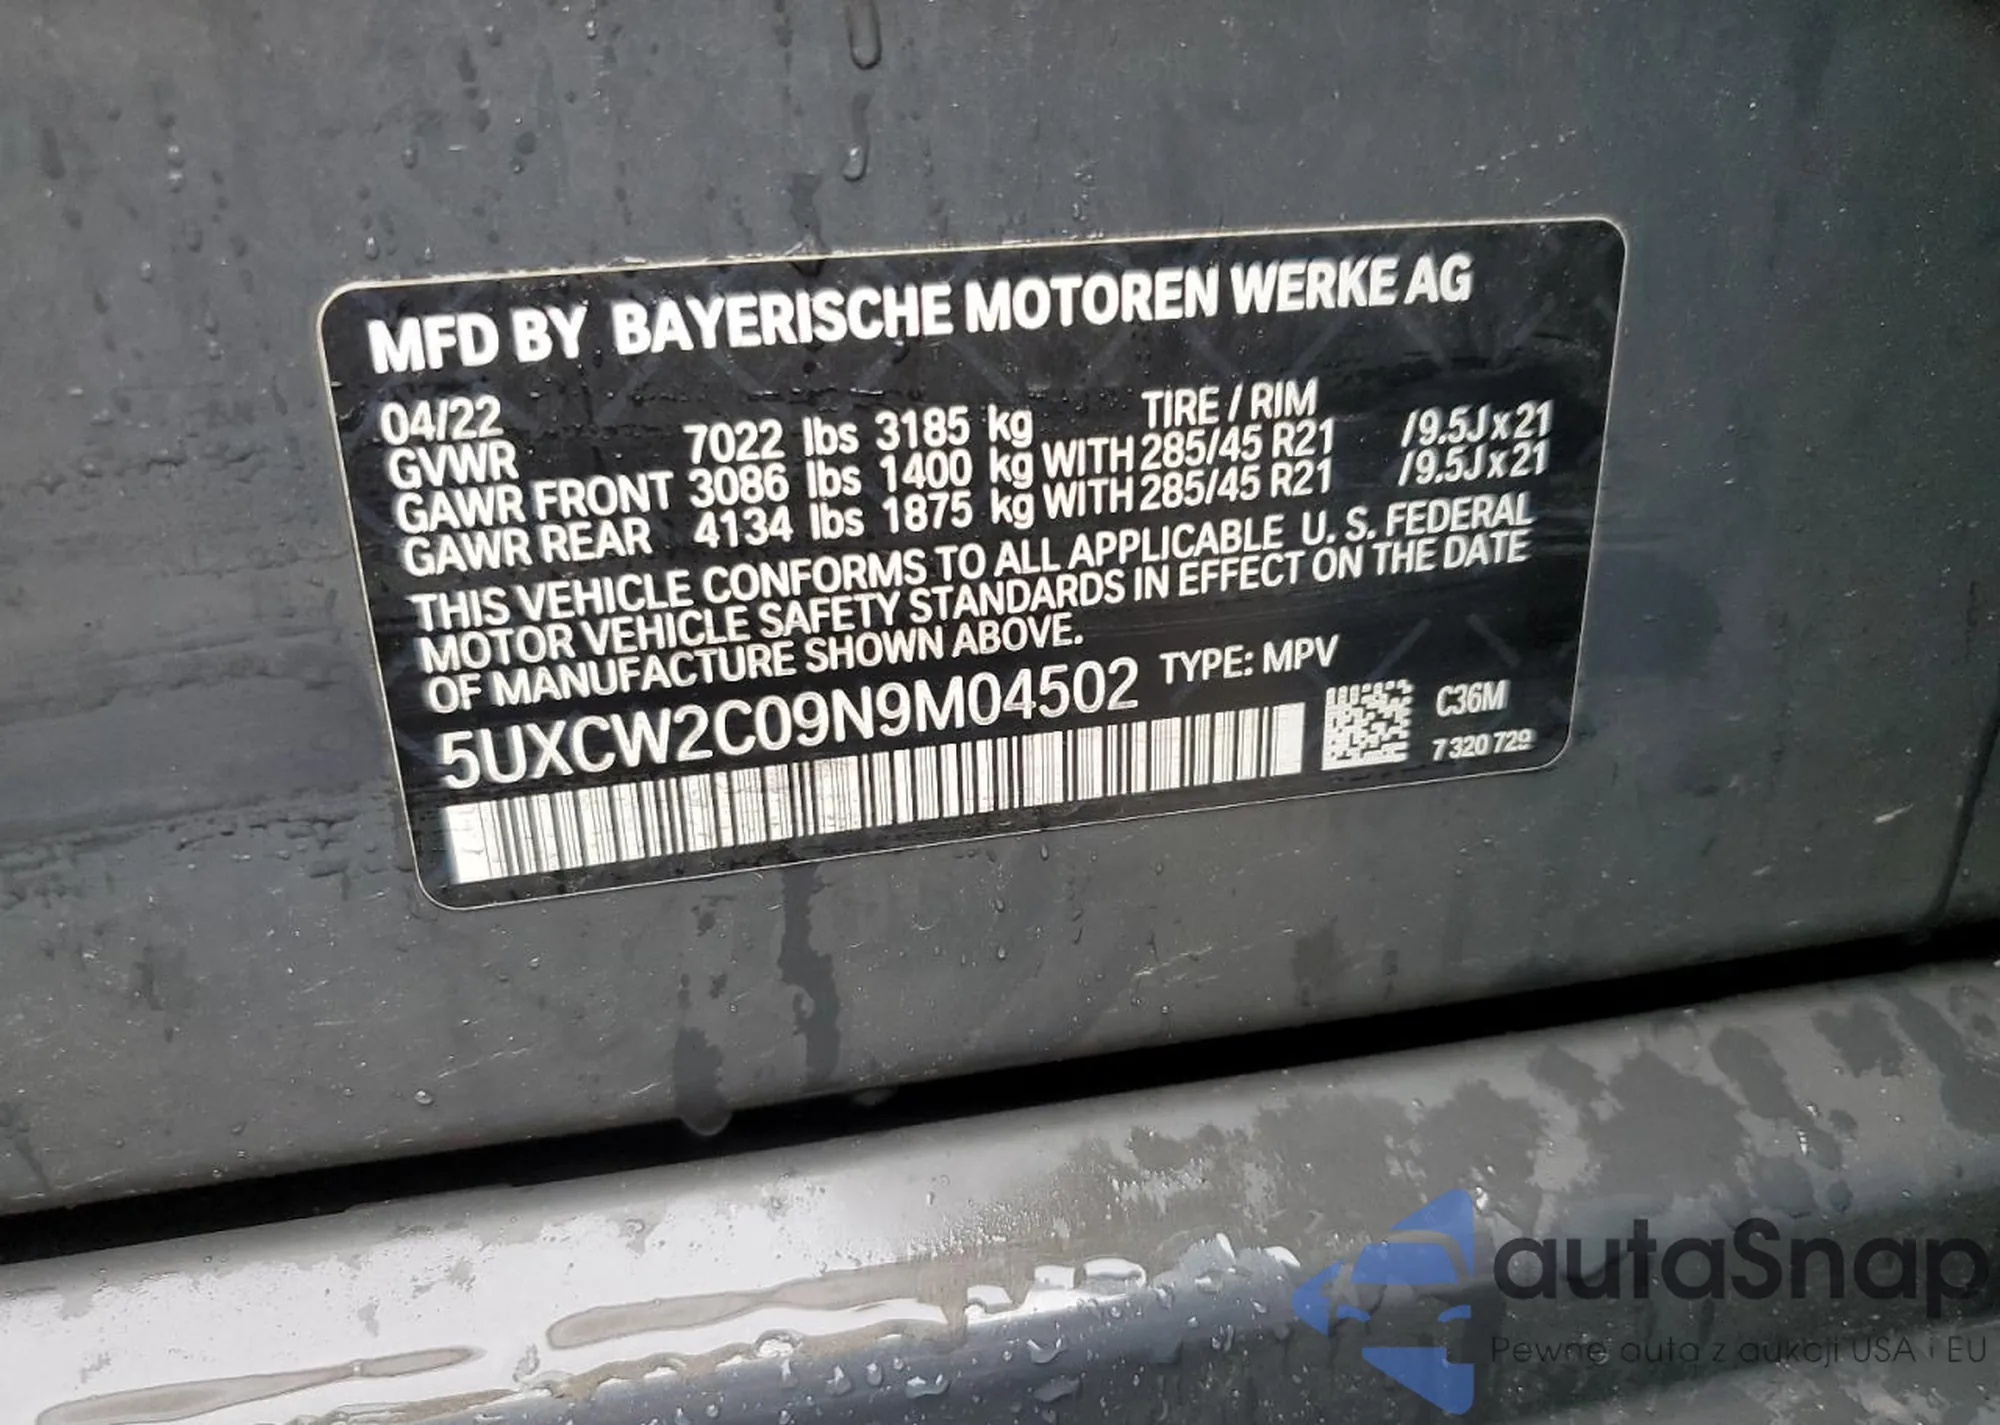 MFD BY BAYERISCHE MOTOREN WERKE AG
04/22 TIRE / RIM
GVWR 7022 lbs 3185 kg
GAWR FRONT 3086 lbs 1400 kg WITH 285/45 R21 /9.5J x 21
GAWR REAR 4134 lbs 1875 kg WITH 285/45 R21 /9.5J x 21
THIS VEHICLE CONFORMS TO ALL APPLICABLE U. S. FEDERAL
MOTOR VEHICLE SAFETY STANDARDS IN EFFECT ON THE DATE
OF MANUFACTURE SHOWN ABOVE.
5UXCW2C09N9M04502 TYPE: MPV
C36M
7 320 729
autaSnap
Pewne auta z aukcji USA i EU